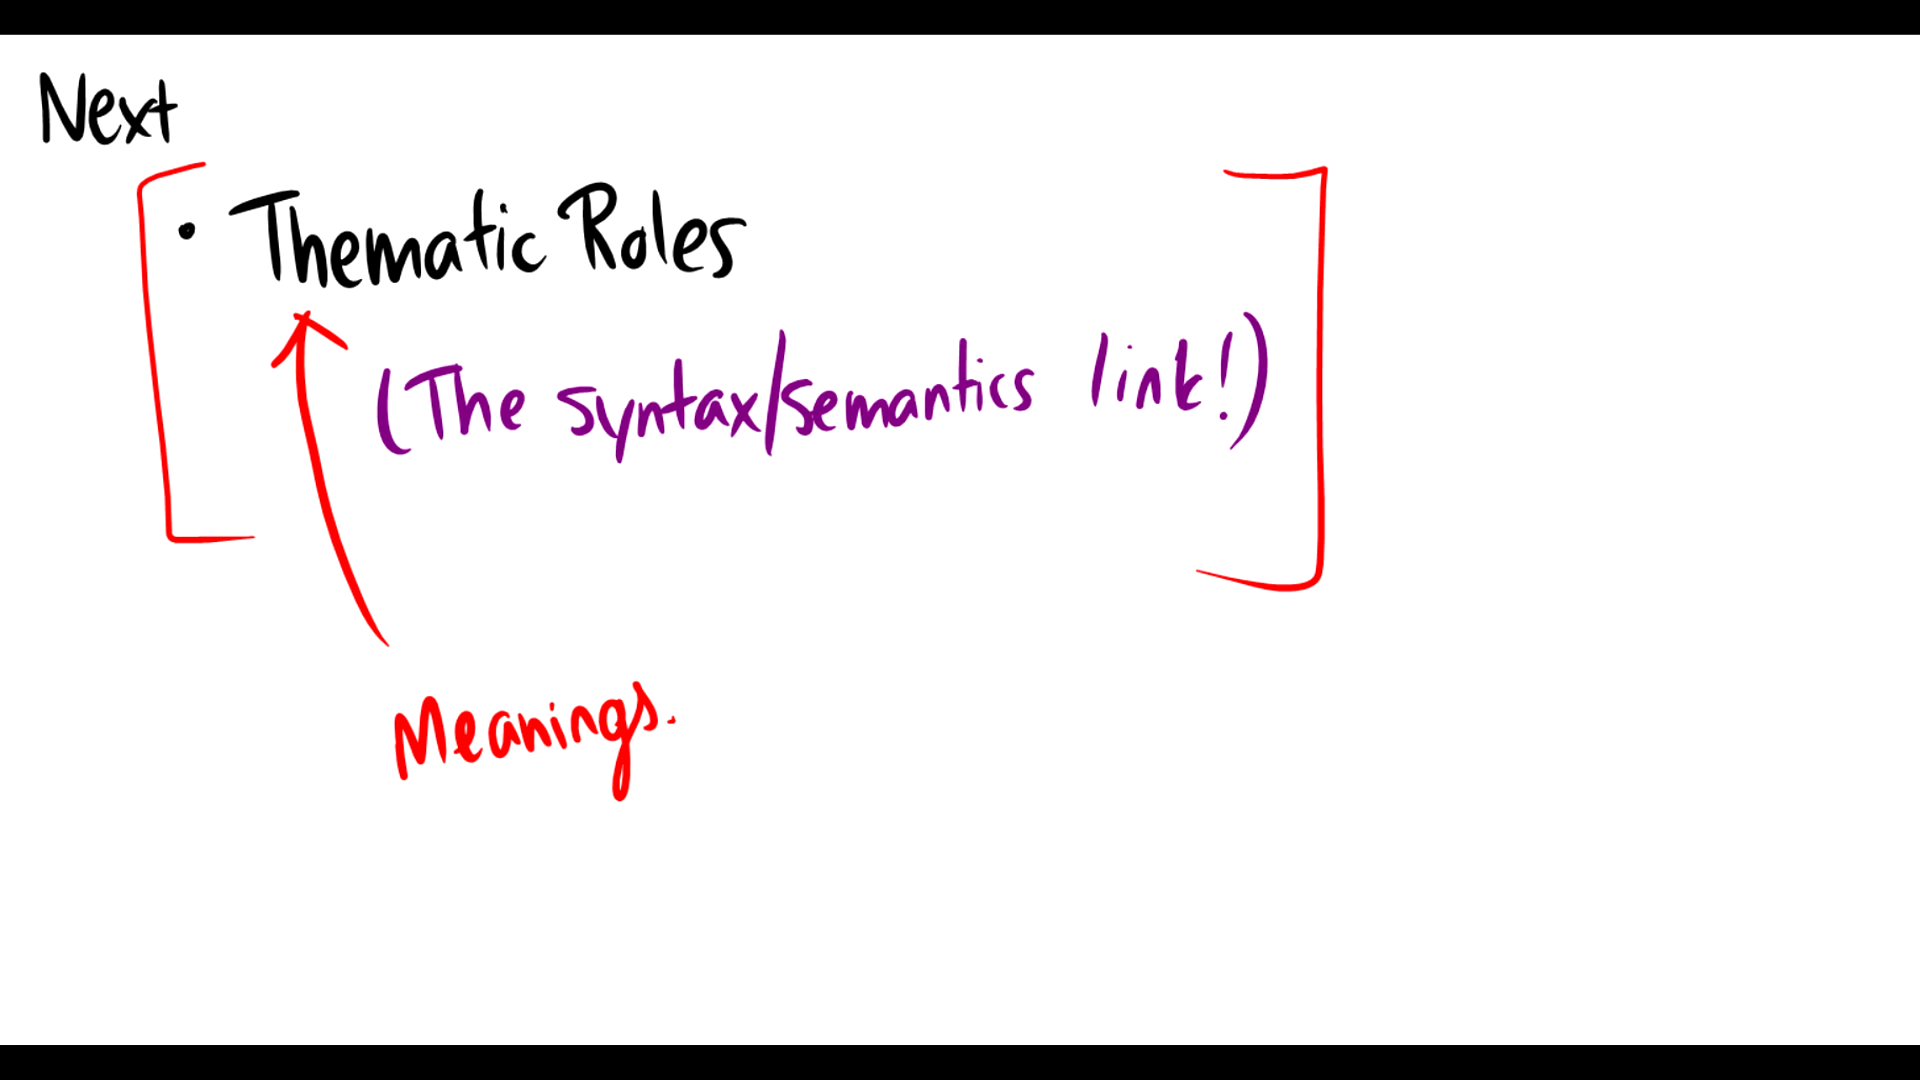 Next
• Thematic Roles
(The syntax/semantics link!)
Meanings.